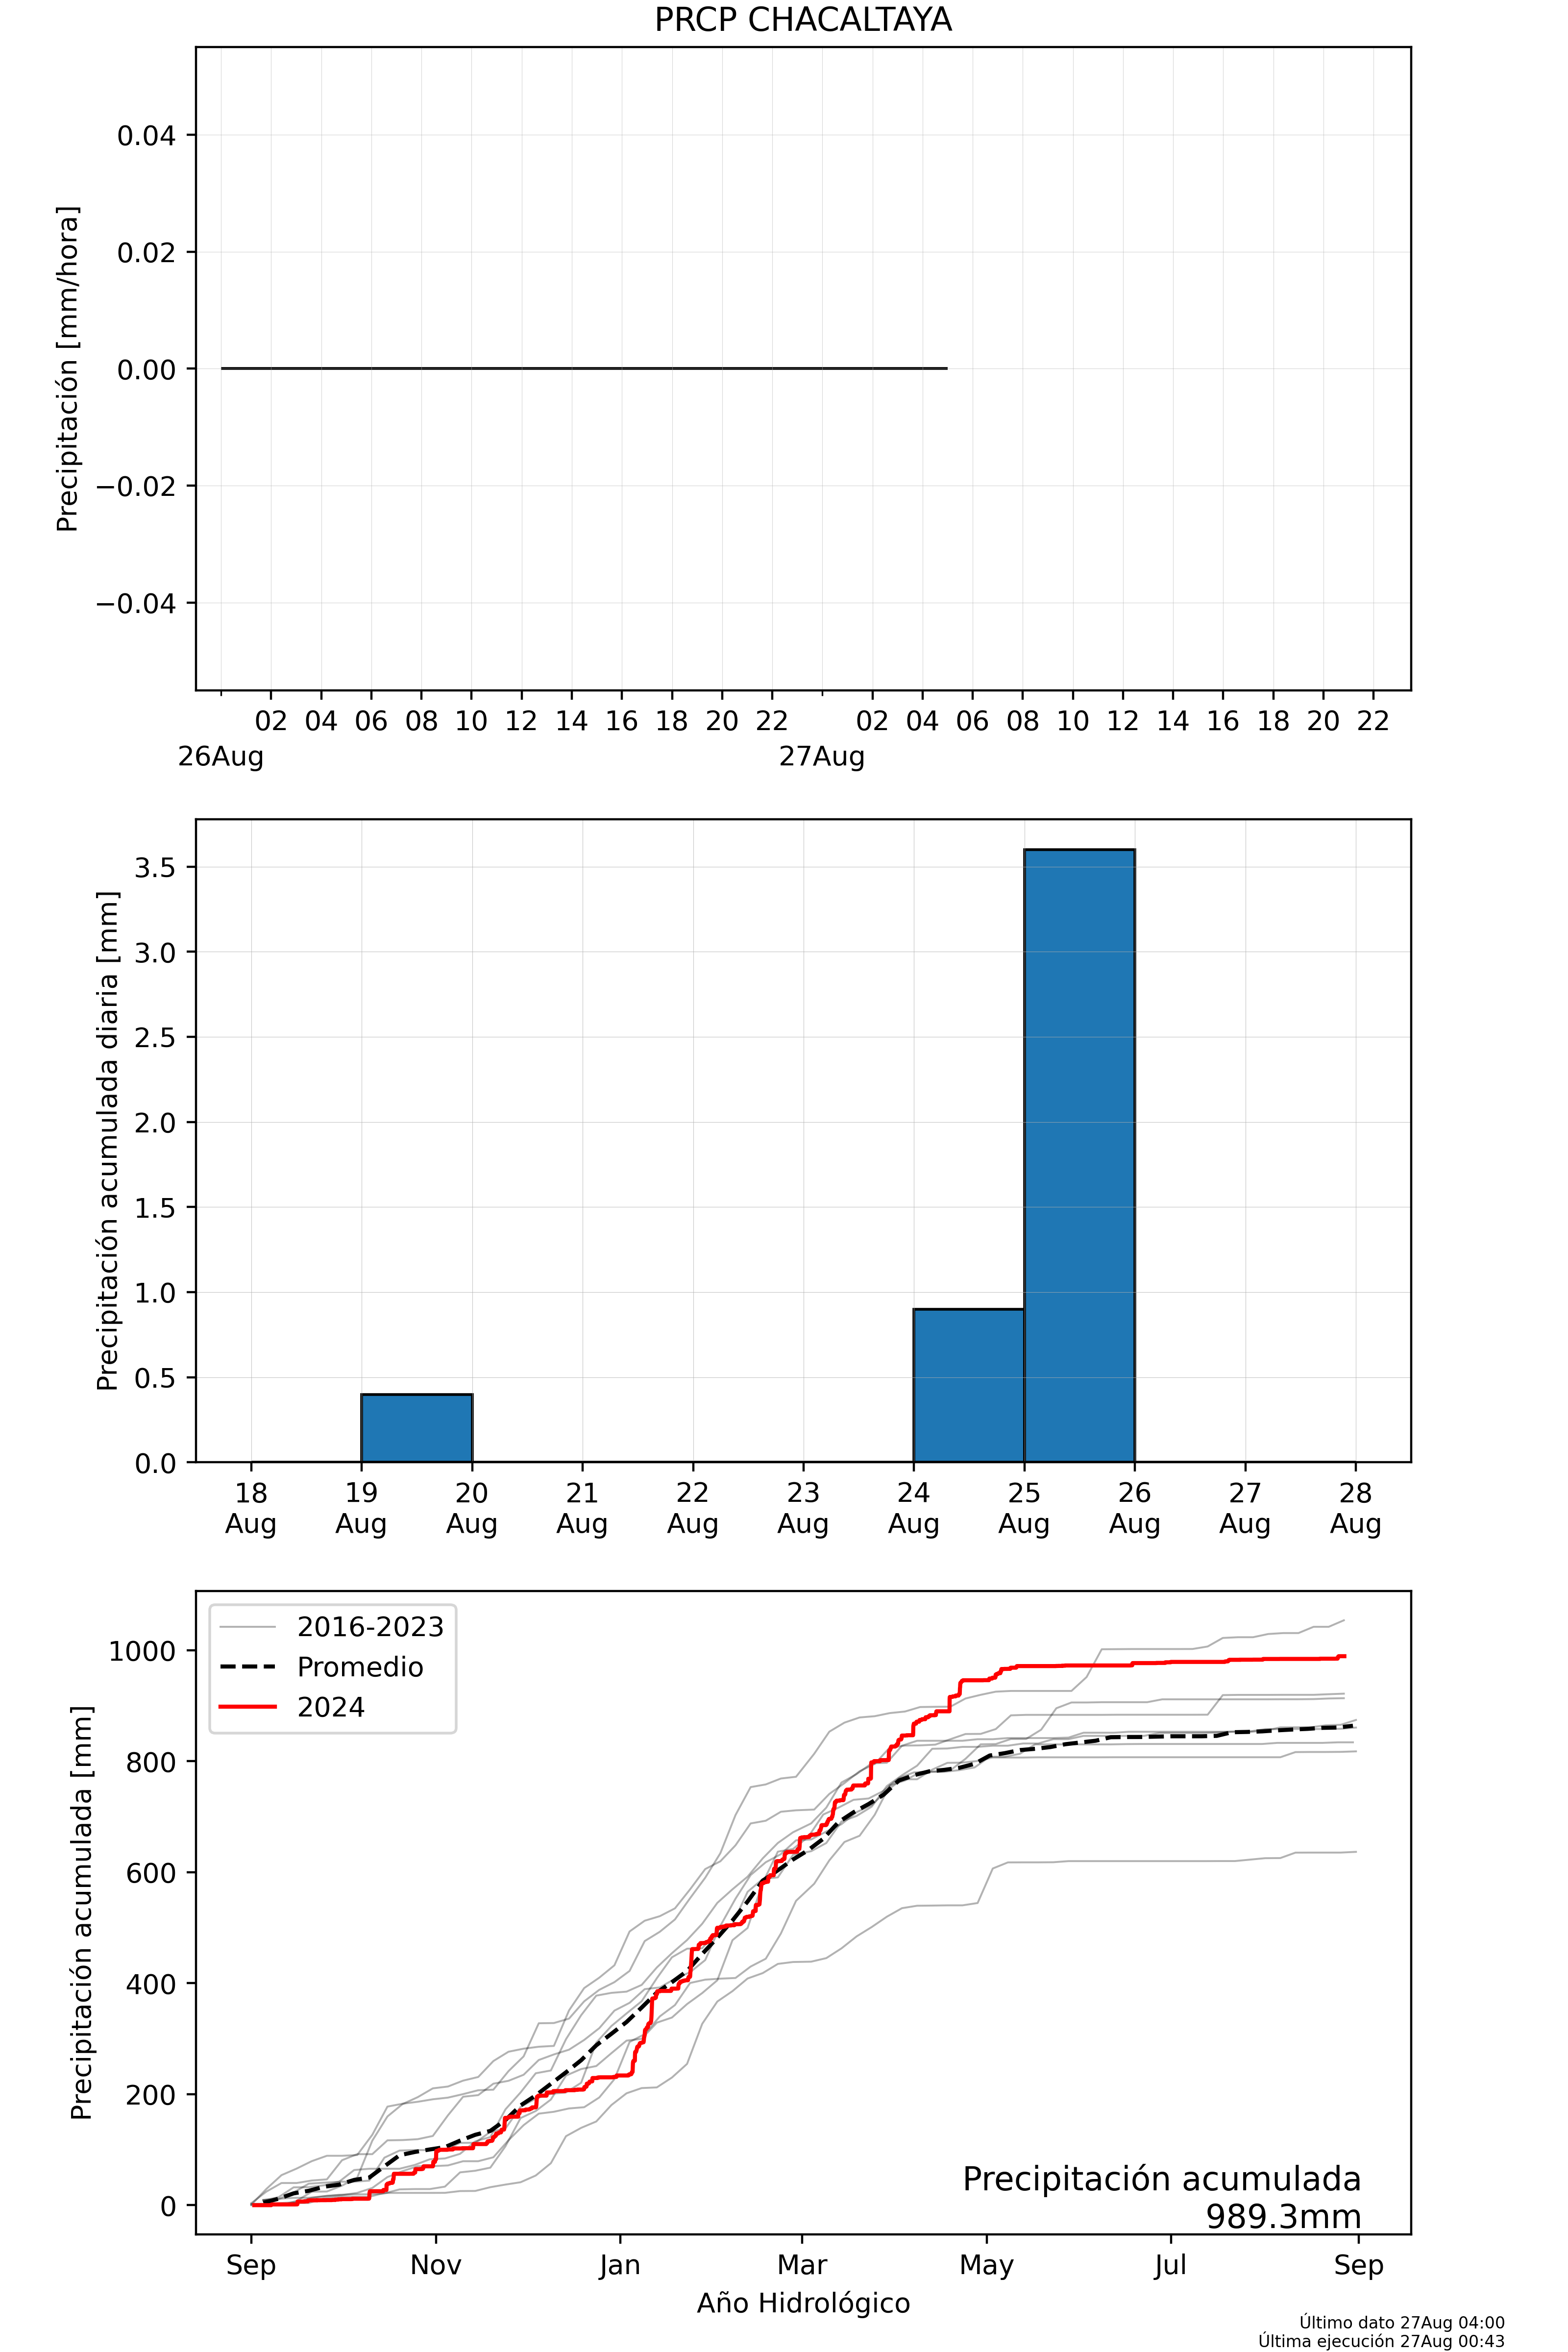 PRCP CHACALTAYA
Precipitación [mm/hora]
0.04
0.02
0.00
−0.02
−0.04
02 04 06 08 10 12 14 16 18 20 22 02 04 06 08 10 12 14 16 18 20 22
26Aug 27Aug
Precipitación acumulada diaria [mm]
3.5
3.0
2.5
2.0
1.5
1.0
0.5
0.0
18 19 20 21 22 23 24 25 26 27 28
Aug Aug Aug Aug Aug Aug Aug Aug Aug Aug Aug
Precipitación acumulada [mm]
1000
800
600
400
200
0
2016-2023
Promedio
2024
Precipitación acumulada
989.3mm
Sep Nov Jan Mar May Jul Sep
Año Hidrológico
Último dato 27Aug 04:00
Última ejecución 27Aug 00:43